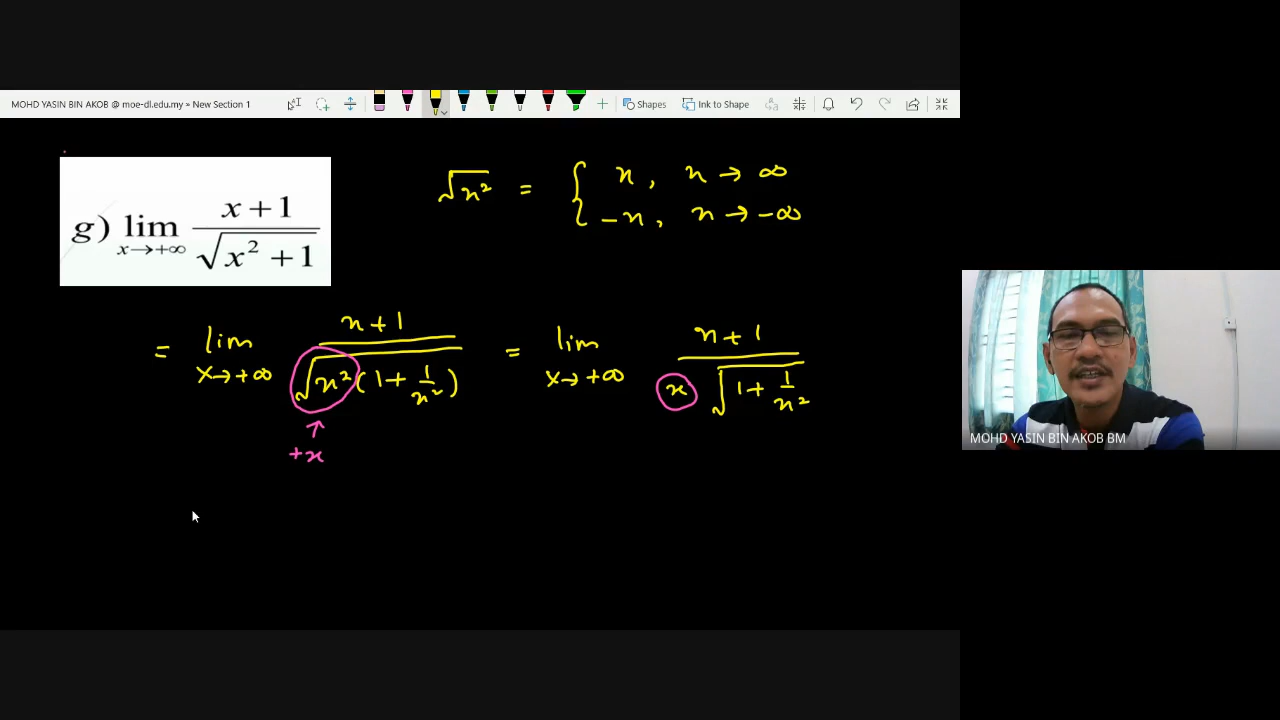 MOHD YASIN BIN AKOB @ moe-dl.edu.my » New Section 1
Shapes
Ink to Shape
g) lim x→+∞ (x+1)/√(x² +1)
√x² = { x, x → ∞
−x, x → −∞
= lim x→+∞ (x+1)/√(x²(1+1/x²)) = lim x→+∞ (x+1)/(x √(1+1/x²))
↑
+x
MOHD YASIN BIN AKOB BM